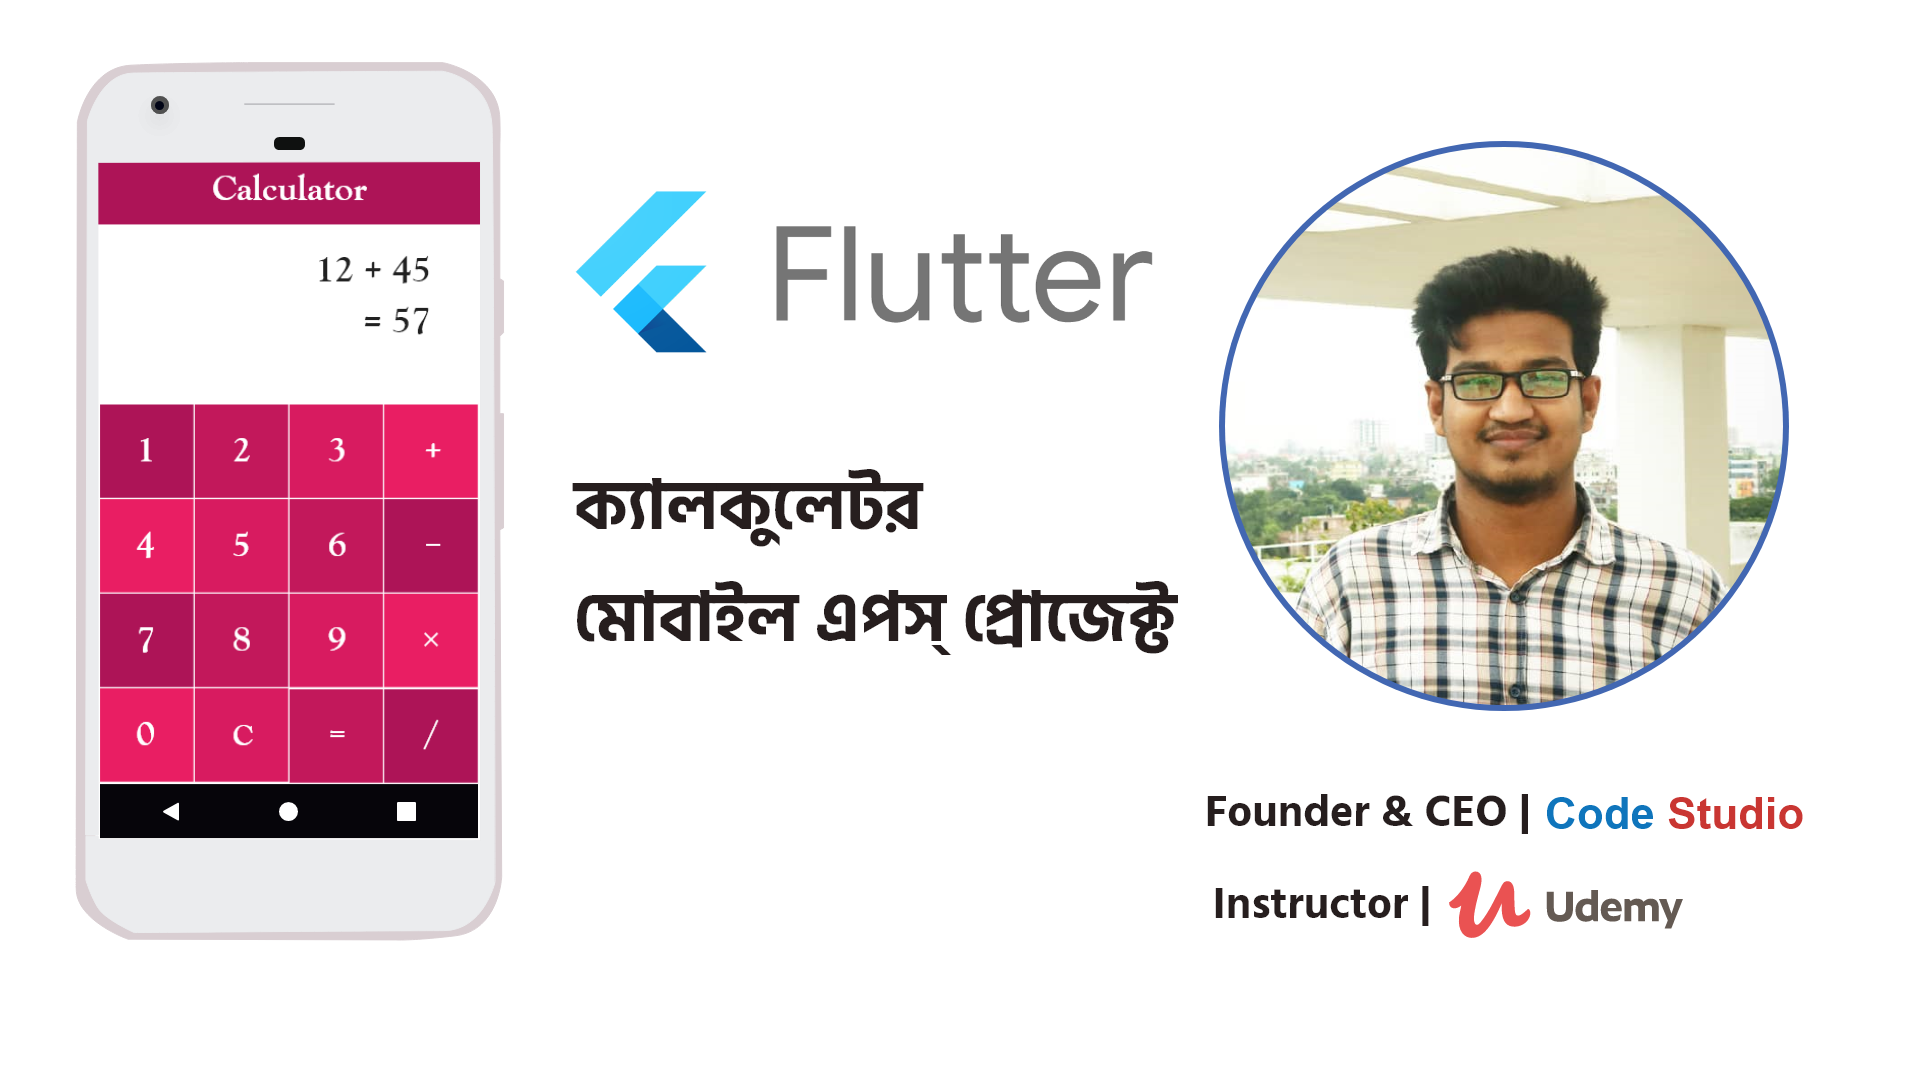 Calculator
12 + 45
= 57
1 2 3 +
4 5 6 −
7 8 9 ×
0 C = /
Flutter
ক্যালকুলেটর
মোবাইল এপস্ প্রোজেক্ট
Founder & CEO | Code Studio
Instructor | Udemy